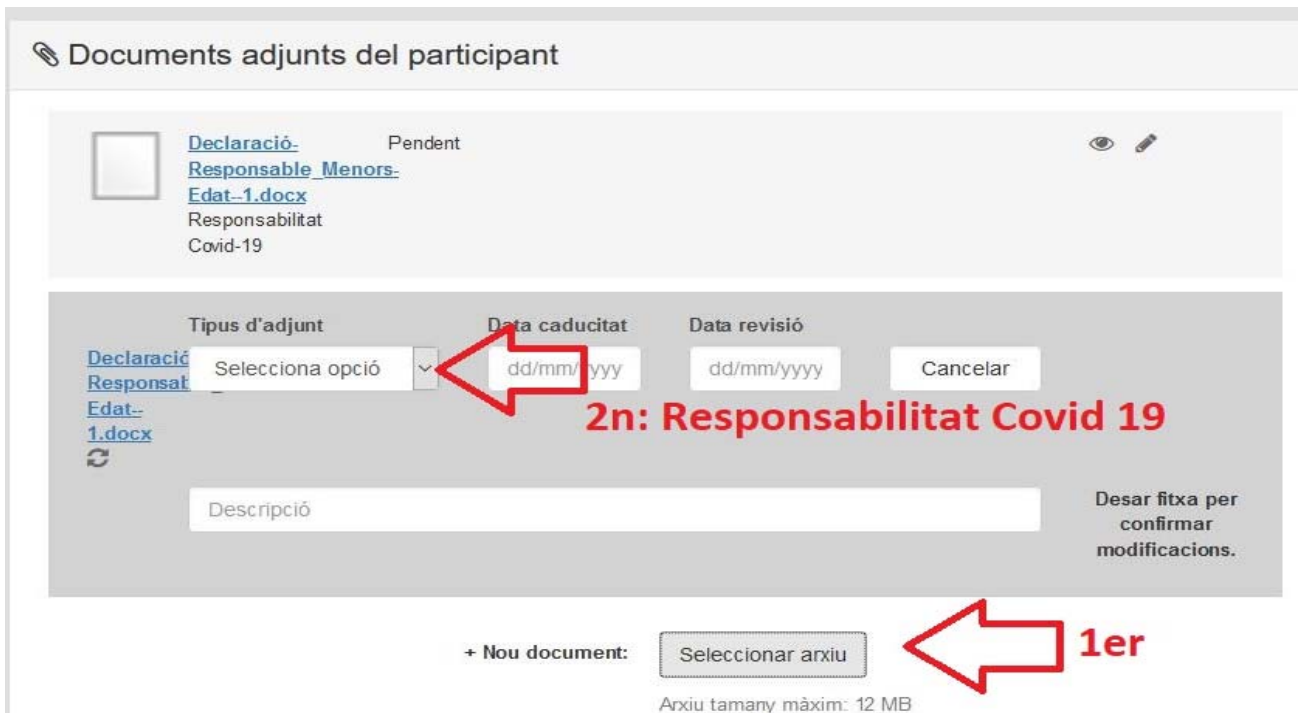 Documents adjunts del participant
Declaració-
Pendent
Responsable_Menors-
Edat--1.docx
Responsabilitat
Covid-19
Tipus d'adjunt
Data caducitat
Data revisió
Declaració
Responsat
Edat--
1.docx
Selecciona opció
dd/mm/yyyy
dd/mm/yyyy
Cancelar
2n: Responsabilitat Covid 19
Descripció
Desar fitxa per
confirmar
modificacions.
+ Nou document:
Seleccionar arxiu
1er
Arxiu tamany màxim: 12 MB